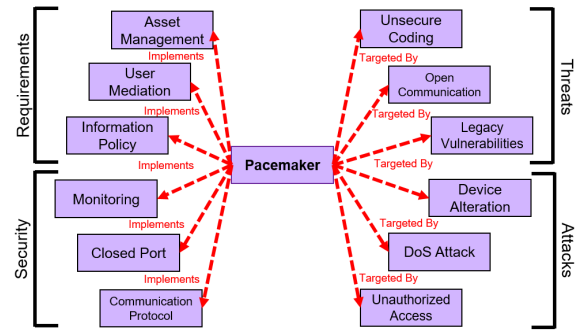 Requirements
Asset
Management
Implements
User
Mediation
Implements
Information
Policy
Implements
Security
Monitoring
Implements
Closed Port
Implements
Communication
Protocol
Pacemaker
Unsecure
Coding
Targeted By
Open
Communication
Targeted By
Legacy
Vulnerabilities
Targeted By
Threats
Device
Alteration
Targeted By
DoS Attack
Targeted By
Unauthorized
Access
Attacks